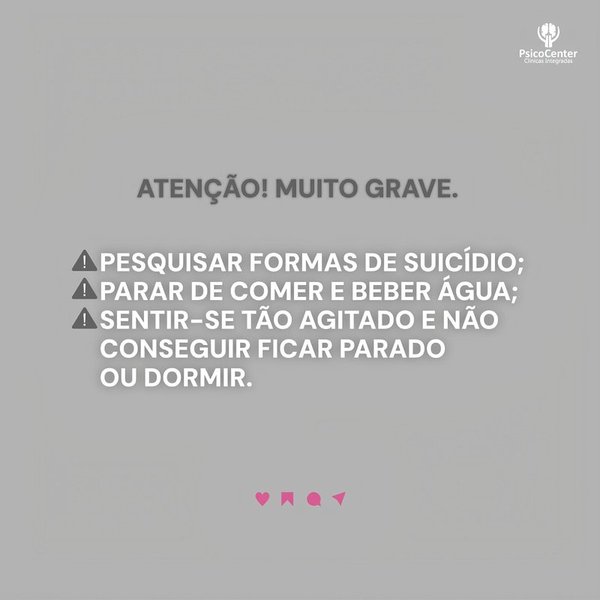 PsicoCenter
Clínicas Integradas
ATENÇÃO! MUITO GRAVE.
PESQUISAR FORMAS DE SUICÍDIO;
PARAR DE COMER E BEBER ÁGUA;
SENTIR-SE TÃO AGITADO E NÃO
CONSEGUIR FICAR PARADO
OU DORMIR.